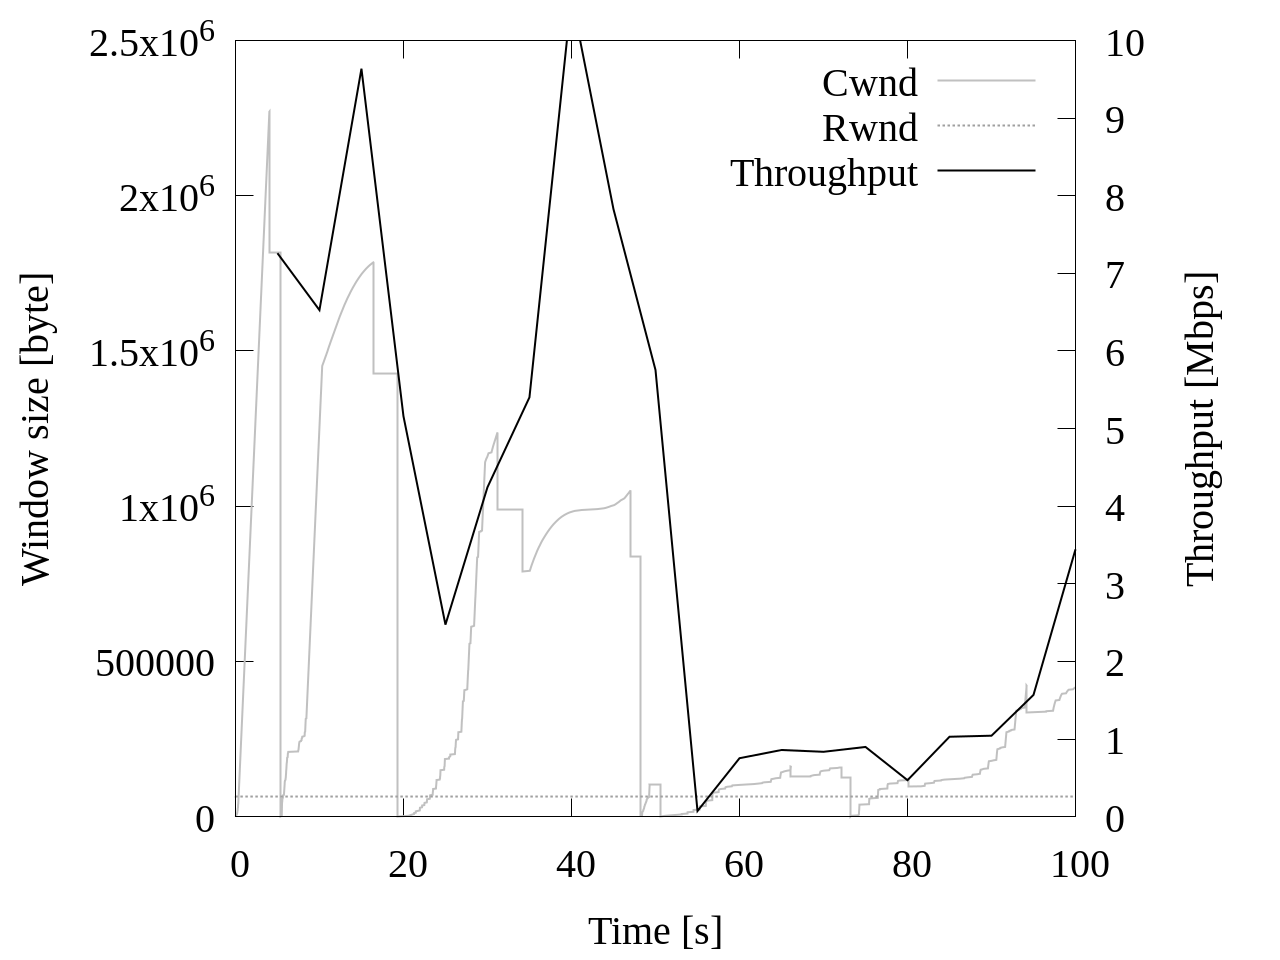 2.5x10^6
2x10^6
1.5x10^6
1x10^6
500000
0
Window size [byte]
10
9
8
7
6
5
4
3
2
1
0
Throughput [Mbps]
Cwnd
Rwnd
Throughput
0 20 40 60 80 100
Time [s]